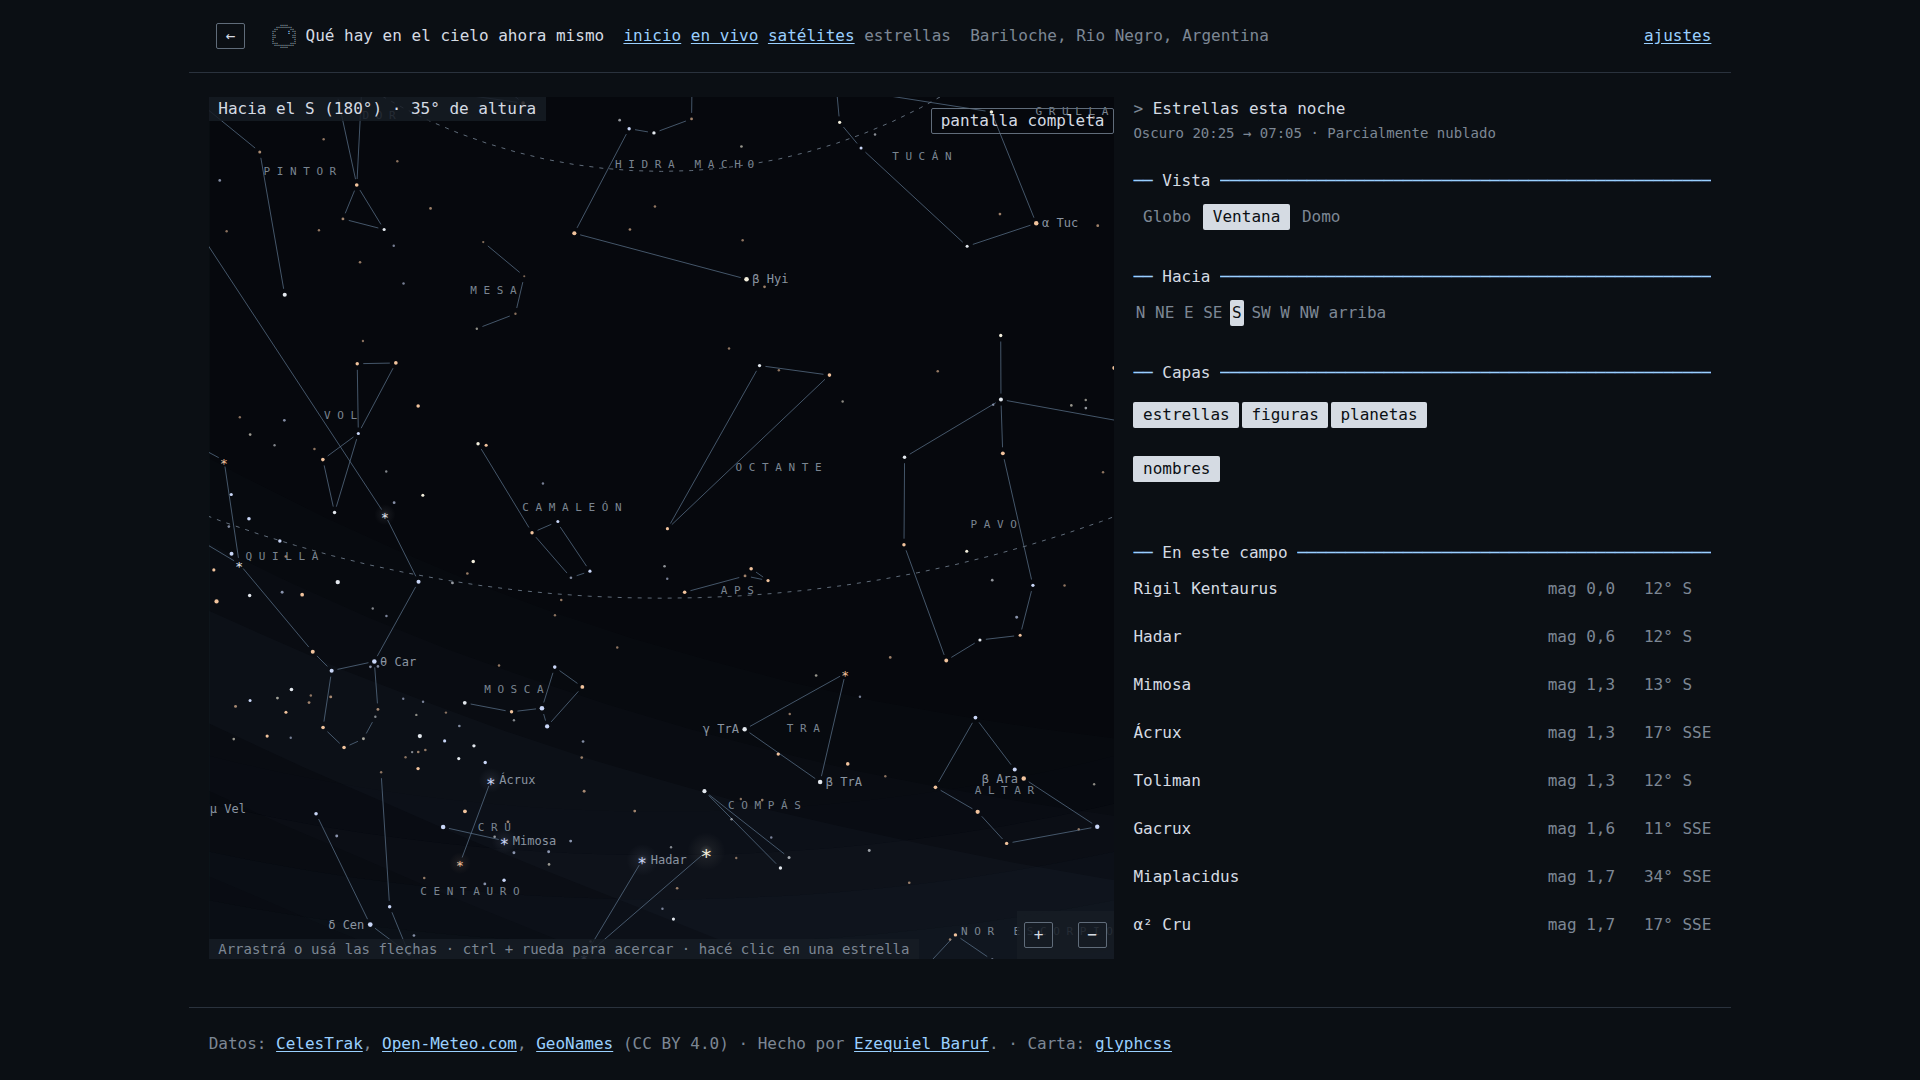 ← Qué hay en el cielo ahora mismo inicio en vivo satélites estrellas Bariloche, Rio Negro, Argentina ajustes
Hacia el S (180°) · 35° de altura
pantalla completa
GRULLA
HIDRA MACHO
TUCÁN
PINTOR
α Tuc
β Hyi
MESA
VOL
OCTANTE
CAMALEÓN
PAVO
QUILLA
APS
θ Car
MOSCA
γ TrA
TRA
β TrA
β Ara
ALTAR
Ácrux
COMPÁS
μ Vel
CRU
Mimosa
Hadar
CENTAURO
δ Cen
NOR
Arrastrá o usá las flechas · ctrl + rueda para acercar · hacé clic en una estrella
+ −
> Estrellas esta noche
Oscuro 20:25 → 07:05 · Parcialmente nublado
Vista
Globo Ventana Domo
Hacia
N NE E SE S SW W NW arriba
Capas
estrellas figuras planetas
nombres
En este campo
Rigil Kentaurus mag 0,0 12° S
Hadar mag 0,6 12° S
Mimosa mag 1,3 13° S
Ácrux mag 1,3 17° SSE
Toliman mag 1,3 12° S
Gacrux mag 1,6 11° SSE
Miaplacidus mag 1,7 34° SSE
α² Cru mag 1,7 17° SSE
Datos: CelesTrak, Open-Meteo.com, GeoNames (CC BY 4.0) · Hecho por Ezequiel Baruf. · Carta: glyphcss